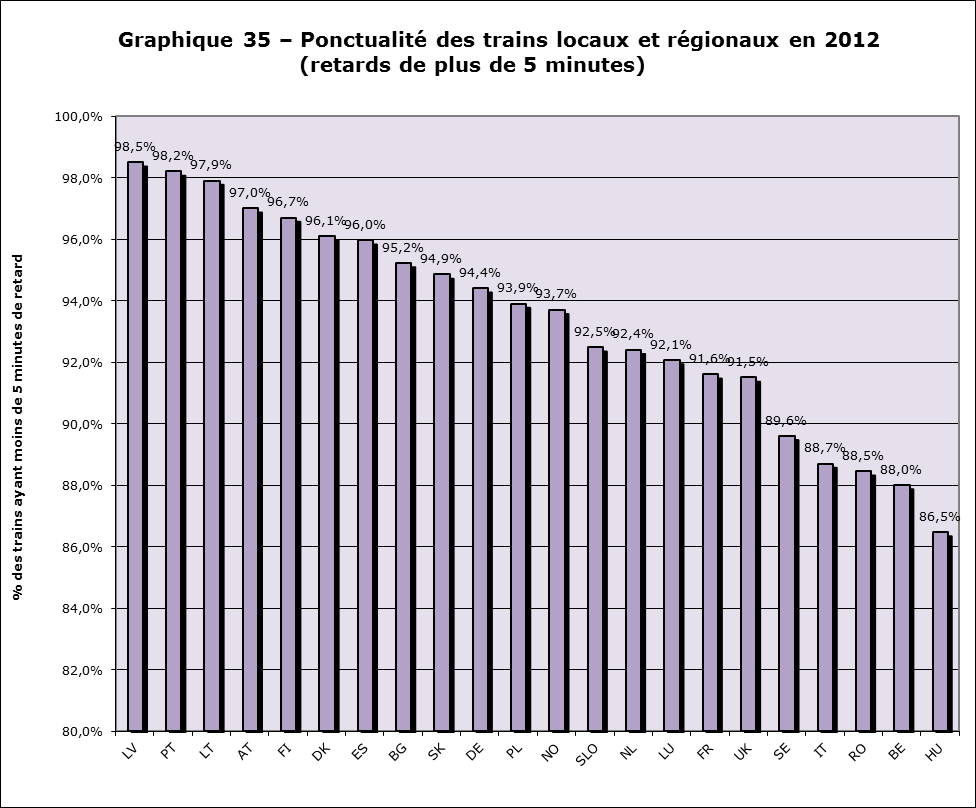 Graphique 35 – Ponctualité des trains locaux et régionaux en 2012
(retards de plus de 5 minutes)
% des trains ayant moins de 5 minutes de retard
100,0%
98,0%
96,0%
94,0%
92,0%
90,0%
88,0%
86,0%
84,0%
82,0%
80,0%
98,5%
98,2%
97,9%
97,0%
96,7%
96,1%
96,0%
95,2%
94,9%
94,4%
93,9%
93,7%
92,5%
92,4%
92,1%
91,6%
91,5%
89,6%
88,7%
88,5%
88,0%
86,5%
LV
PT
LT
AT
FI
DK
ES
BG
SK
DE
PL
NO
SLO
NL
LU
FR
UK
SE
IT
RO
BE
HU